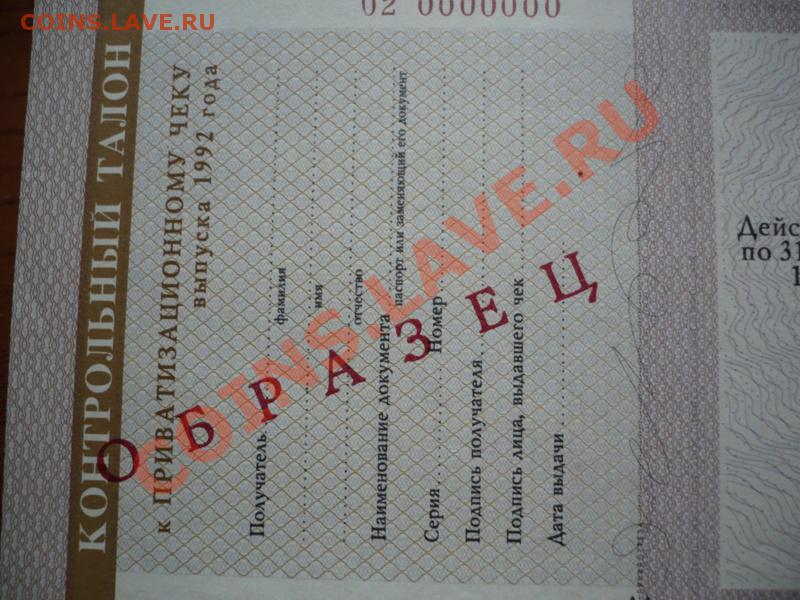 COINS.LAVE.RU
02 0000000
КОНТРОЛЬНЫЙ ТАЛОН
к ПРИВАТИЗАЦИОННОМУ ЧЕКУ
выпуска 1992 года
Получатель
фамилия
имя
отчество
Наименование документа
паспорт или заменяющий его документ
Серия Номер
Подпись получателя
Подпись лица, выдавшего чек
Дата выдачи
ОБРАЗЕЦ
COINS.LAVE.RU
Дейс
по 31
1